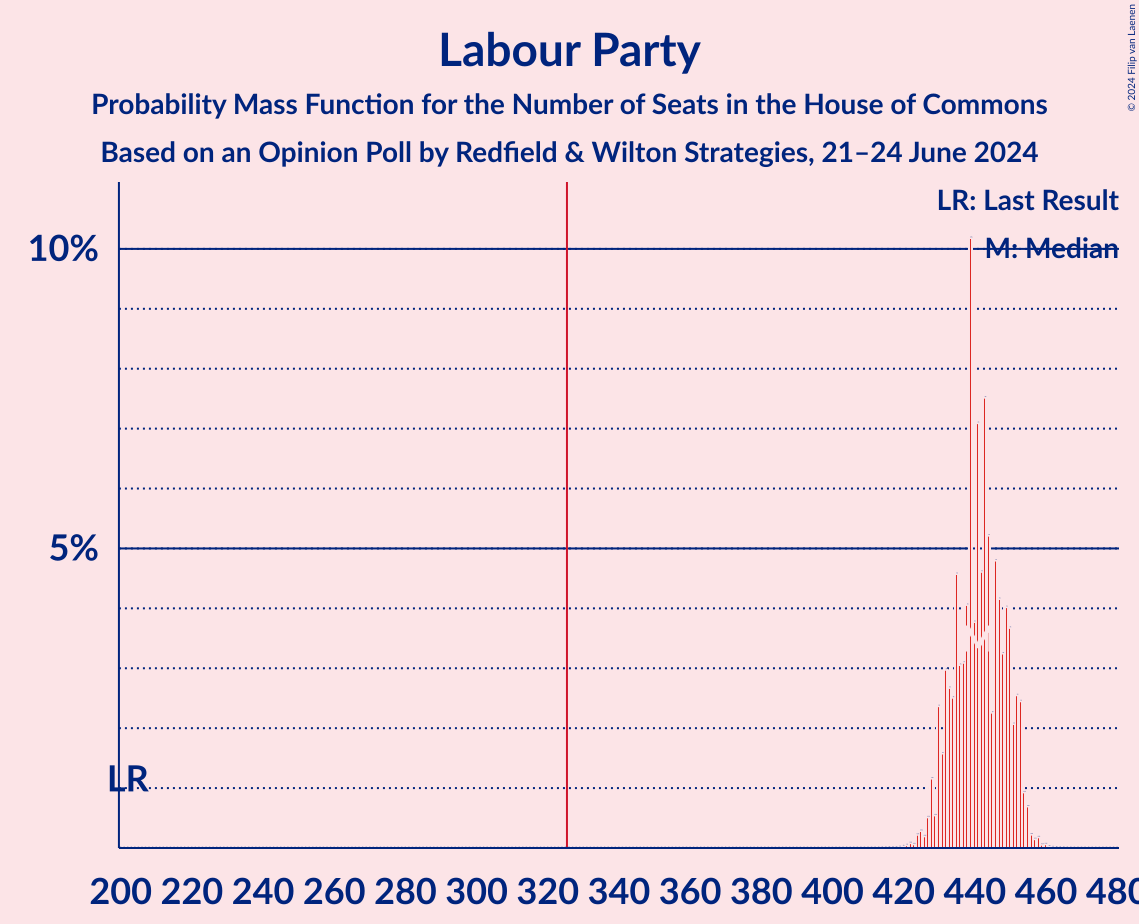 Labour Party
Probability Mass Function for the Number of Seats in the House of Commons
Based on an Opinion Poll by Redfield & Wilton Strategies, 21–24 June 2024
© 2024 Filip van Laenen
LR: Last Result
M: Median
10%
5%
LR
200 220 240 260 280 300 320 340 360 380 400 420 440 460 480